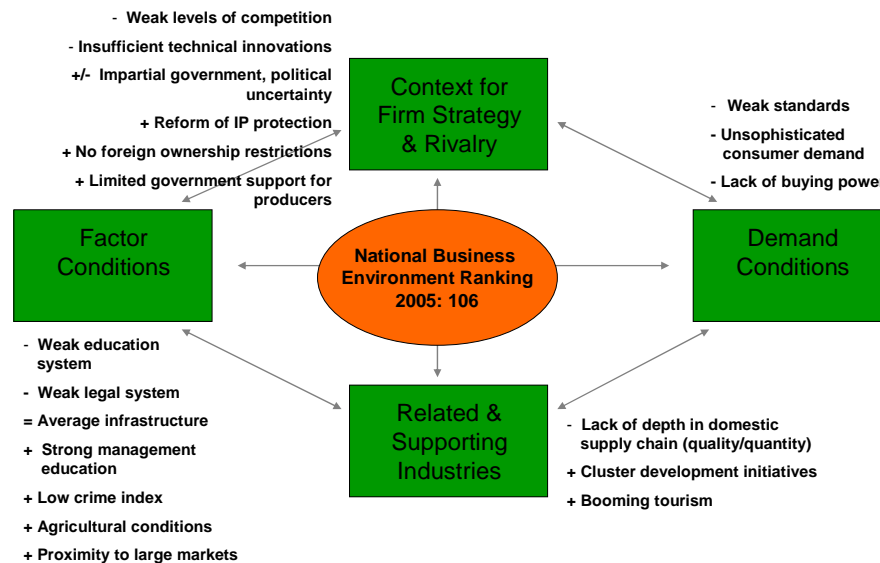 - Weak levels of competition
- Insufficient technical innovations
+/- Impartial government, political
uncertainty
+ Reform of IP protection
+ No foreign ownership restrictions
+ Limited government support for
producers
Context for
Firm Strategy
& Rivalry
- Weak standards
- Unsophisticated
consumer demand
- Lack of buying power
Factor
Conditions
National Business
Environment Ranking
2005: 106
Demand
Conditions
- Weak education
system
- Weak legal system
= Average infrastructure
+ Strong management
education
+ Low crime index
+ Agricultural conditions
+ Proximity to large markets
Related &
Supporting
Industries
- Lack of depth in domestic
supply chain (quality/quantity)
+ Cluster development initiatives
+ Booming tourism